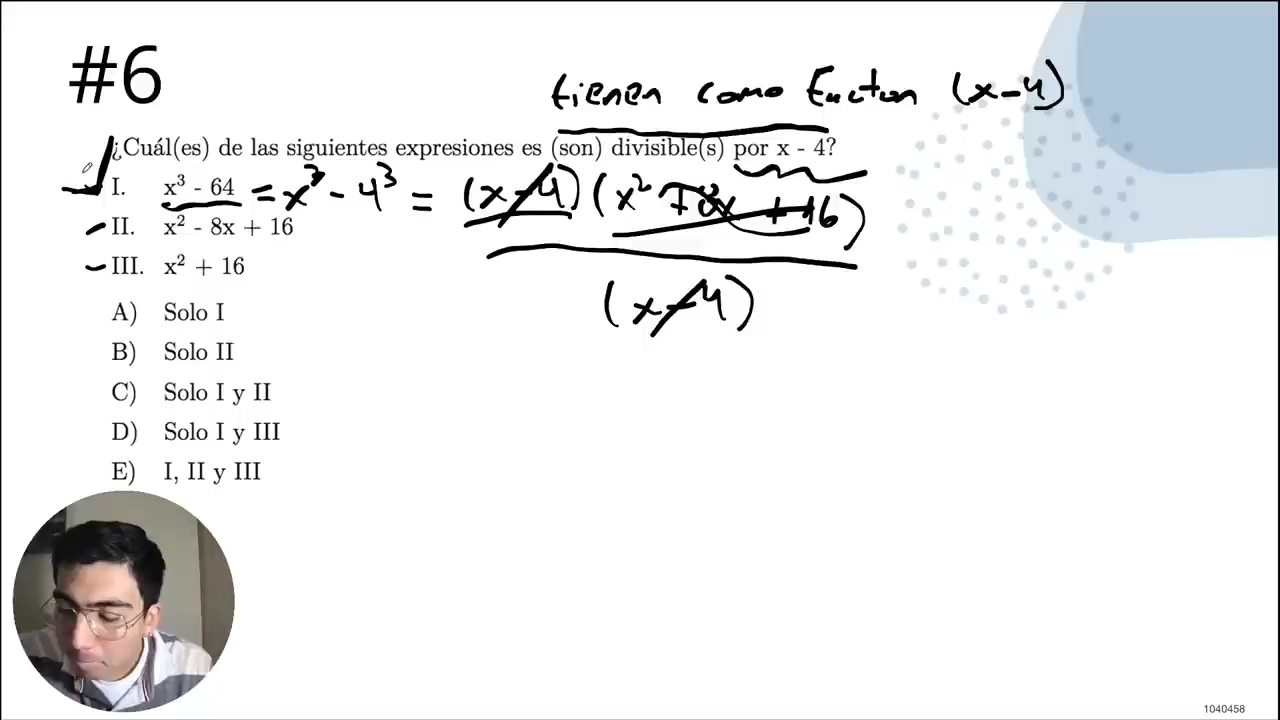 #6
tienen como Factor (x-4)
¿Cuál(es) de las siguientes expresiones es (son) divisible(s) por x - 4?
I. x³ - 64 = x³ - 4³ = (x-4)(x² + x + 16)
(x-4)
II. x² - 8x + 16
III. x² + 16
A) Solo I
B) Solo II
C) Solo I y II
D) Solo I y III
E) I, II y III
1040458